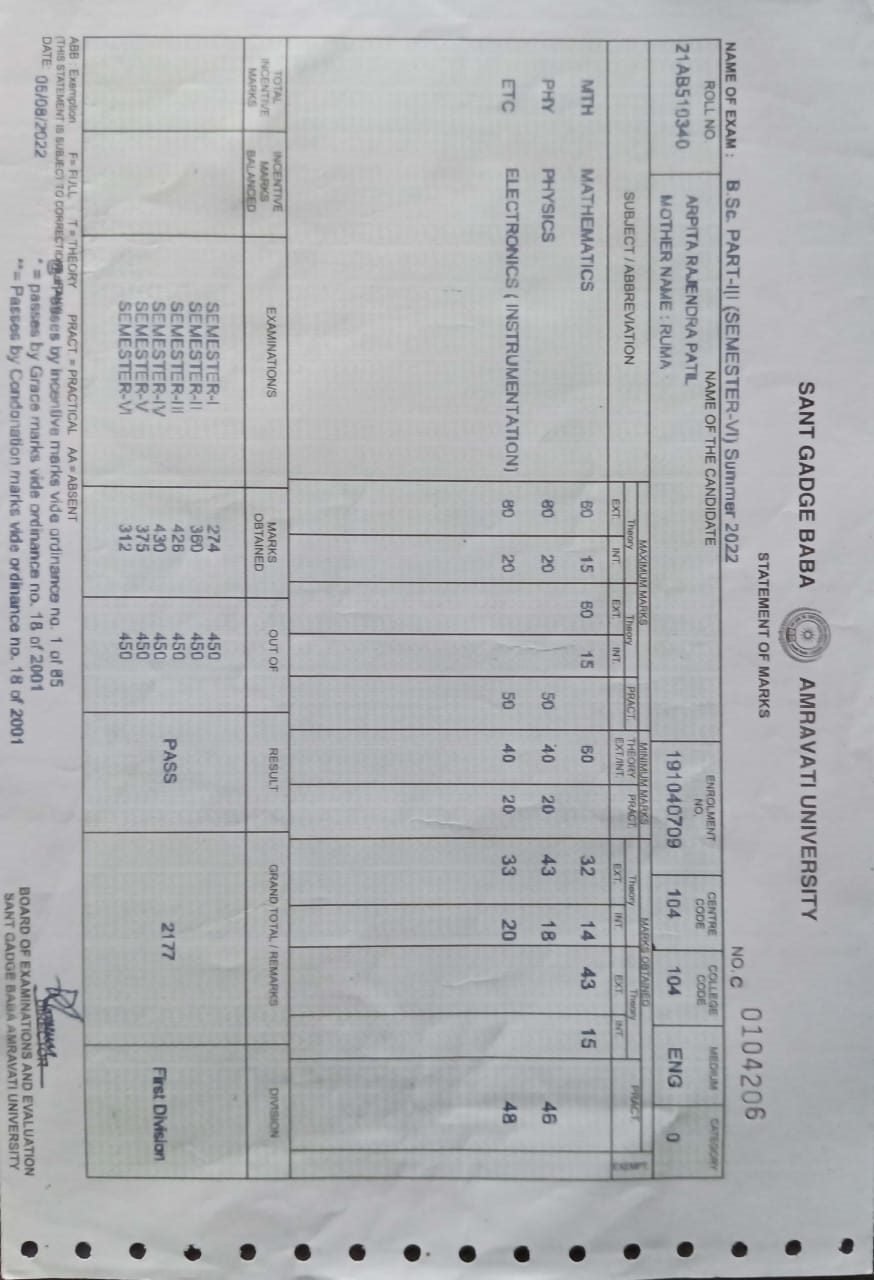 SANT GADGE BABA AMRAVATI UNIVERSITY
STATEMENT OF MARKS
NO. C 0104206
NAME OF EXAM : B.Sc. PART-III (SEMESTER-VI) Summer 2022
ROLL NO. NAME OF THE CANDIDATE ENROLMENT NO. CENTRE CODE COLLEGE CODE MEDIUM CATEGORY
21AB510340 ARPITA RAJENDRA PATIL 191040709 104 104 ENG 0
MOTHER NAME : RUMA
SUBJECT / ABBREVIATION MAXIMUM MARKS MINIMUM MARKS MARKS OBTAINED
Theory Theory PRACT. THEORY EXT/INT. PRACT. Theory Theory PRACT. EXEMPT.
EXT. INT. EXT. INT. EXT. INT. EXT INT.
MTH MATHEMATICS 60 15 60 15 60 32 14 43 15
PHY PHYSICS 80 20 50 40 20 43 18 46
ETC ELECTRONICS ( INSTRUMENTATION) 80 20 50 40 20 33 20 48
TOTAL INCENTIVE MARKS INCENTIVE MARKS BALANCED EXAMINATION/S MARKS OBTAINED OUT OF RESULT GRAND TOTAL / REMARKS DIVISION
SEMESTER-I 274 450
SEMESTER-II 360 450
SEMESTER-III 426 450
SEMESTER-IV 430 450 PASS 2177 First Division
SEMESTER-V 375 450
SEMESTER-VI 312 450
ABB : Exemption F= FULL T = THEORY PRACT = PRACTICAL AA = ABSENT
(THIS STATEMENT IS SUBJECT TO CORRECTION
@ = Passes by incentive marks vide ordinance no. 1 of 85
DATE: 06/08/2022 * = passes by Grace marks vide ordinance no. 18 of 2001
** = Passes by Condonation marks vide ordinance no. 18 of 2001
DIRECTOR
BOARD OF EXAMINATIONS AND EVALUATION
SANT GADGE BABA AMRAVATI UNIVERSITY